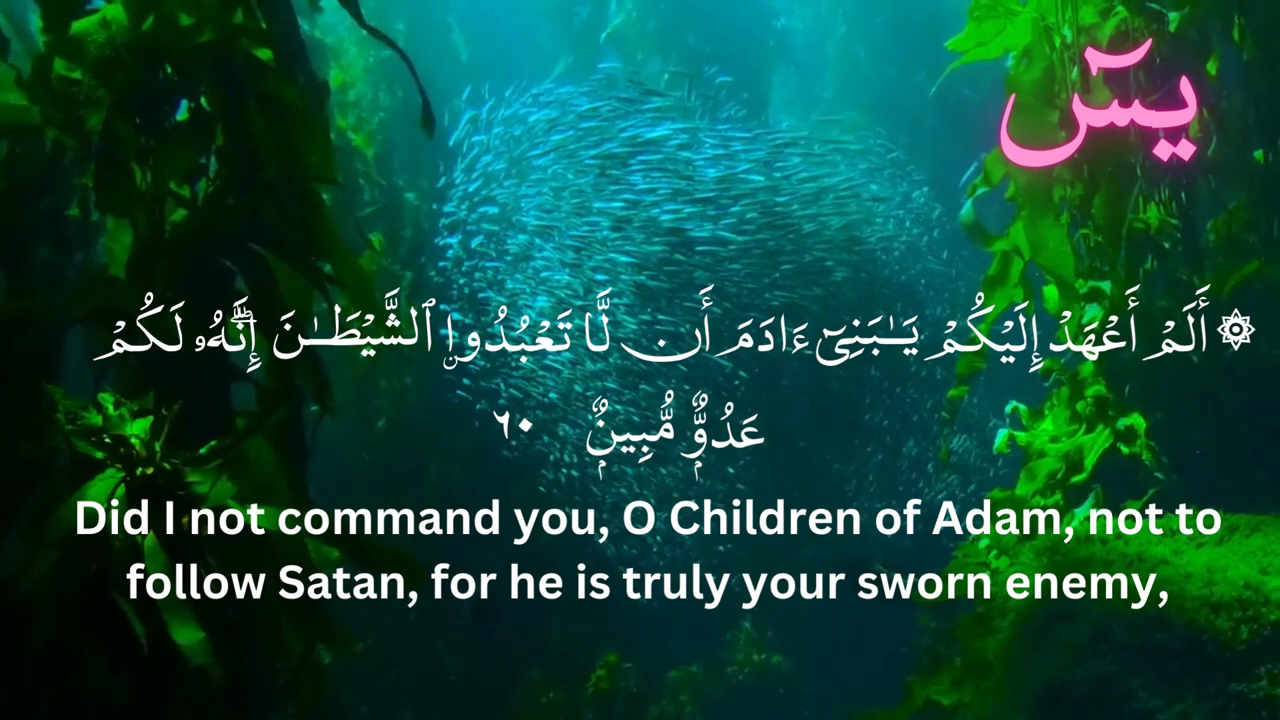 يسٓ
۞ أَلَمْ أَعْهَدْ إِلَيْكُمْ يَـٰبَنِىٓ ءَادَمَ أَن لَّا تَعْبُدُوا۟ ٱلشَّيْطَـٰنَ ۖ إِنَّهُۥ لَكُمْ
عَدُوٌّۭ مُّبِينٌۭ ٦٠
Did I not command you, O Children of Adam, not to
follow Satan, for he is truly your sworn enemy,